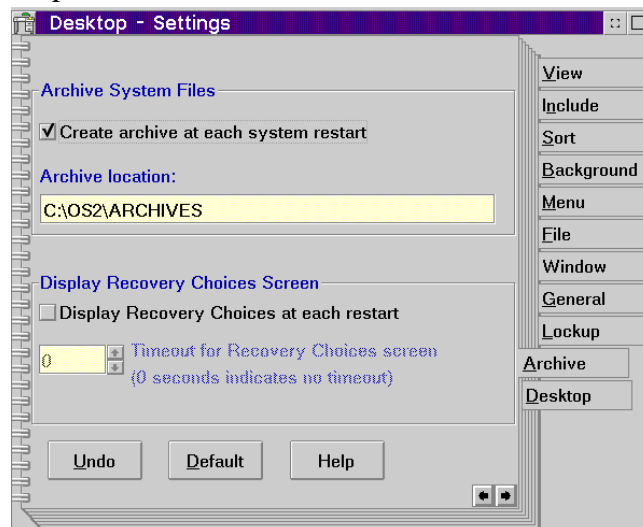 Desktop - Settings
Archive System Files
Create archive at each system restart
Archive location:
C:\OS2\ARCHIVES
Display Recovery Choices Screen
Display Recovery Choices at each restart
0
Timeout for Recovery Choices screen
(0 seconds indicates no timeout)
Undo
Default
Help
View
Include
Sort
Background
Menu
File
Window
General
Lockup
Archive
Desktop